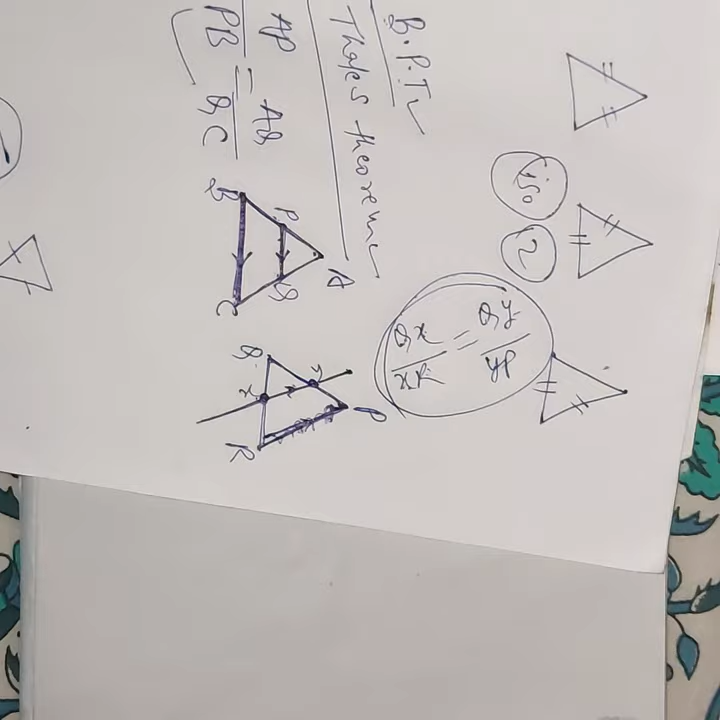 B.P.T
Thales theorem
AP/PB = AQ/QC
A
P
Q
B
C
iso
2
Qx/xR = Qy/yP
P
y
x
Q
R